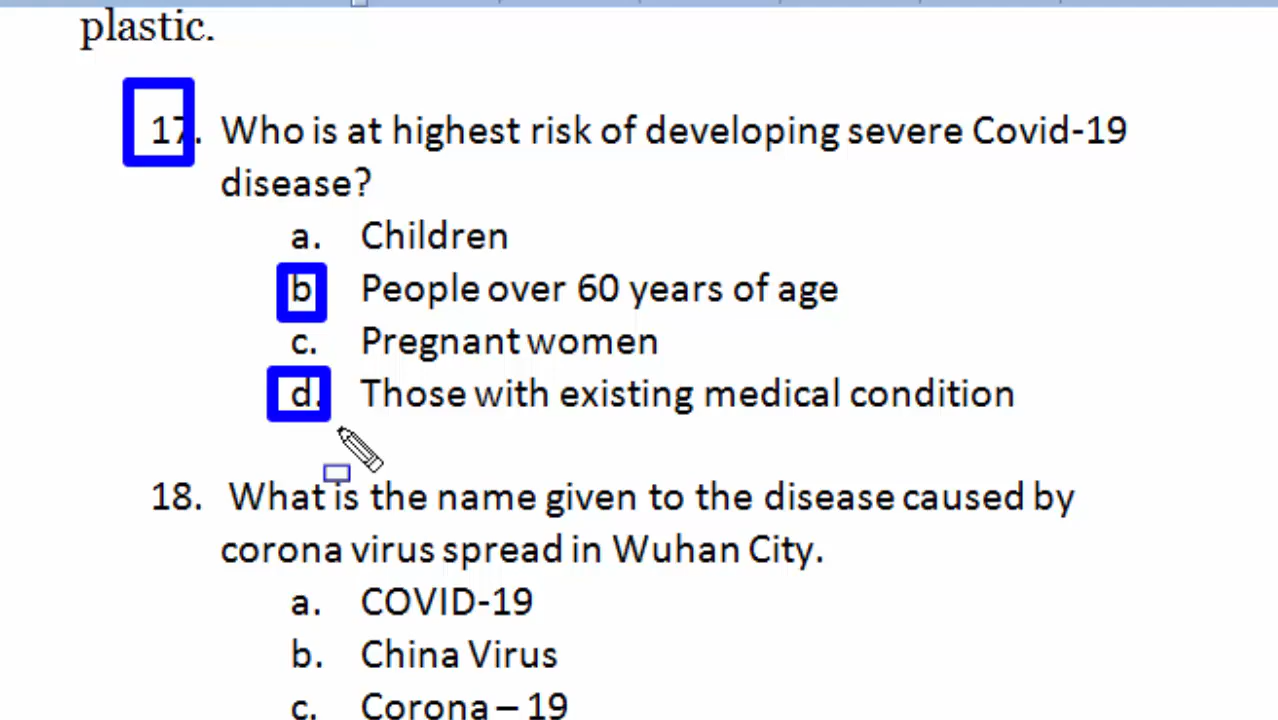 plastic.
17. Who is at highest risk of developing severe Covid-19
disease?
a. Children
b People over 60 years of age
c. Pregnant women
d. Those with existing medical condition
18. What is the name given to the disease caused by
corona virus spread in Wuhan City.
a. COVID-19
b. China Virus
c. Corona – 19